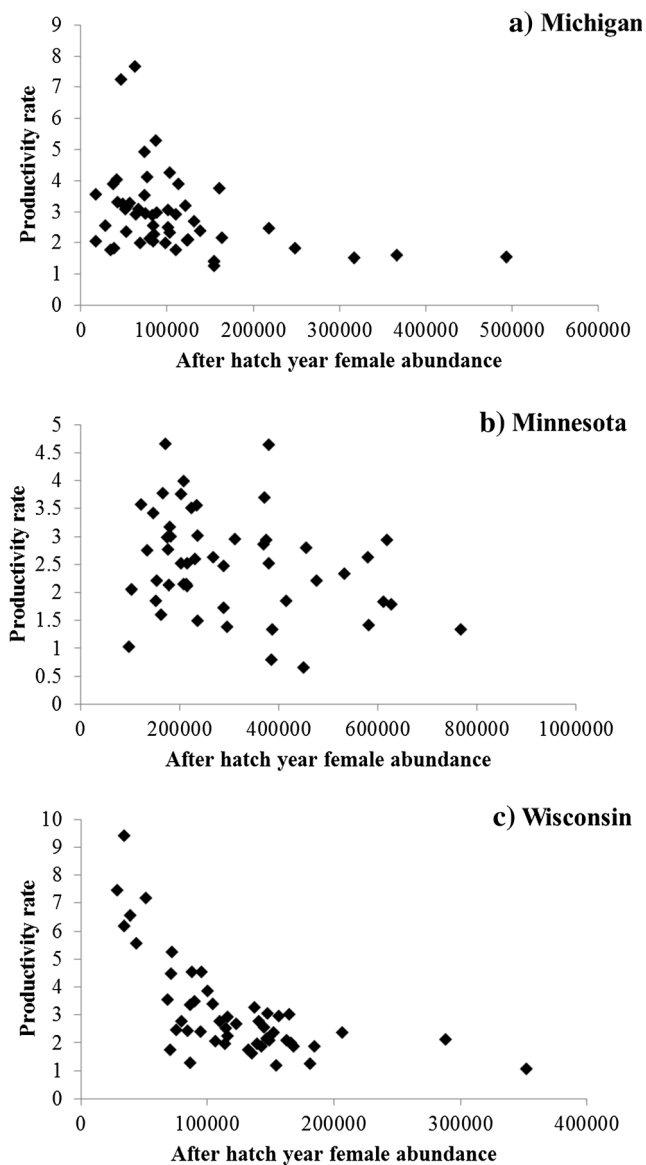 a) Michigan
9
8
7
6
5
4
3
2
1
0
Productivity rate
0 100000 200000 300000 400000 500000 600000
After hatch year female abundance
b) Minnesota
5
4.5
4
3.5
3
2.5
2
1.5
1
0.5
0
Productivity rate
0 200000 400000 600000 800000 1000000
After hatch year female abundance
c) Wisconsin
10
9
8
7
6
5
4
3
2
1
0
Productivity rate
0 100000 200000 300000 400000
After hatch year female abundance